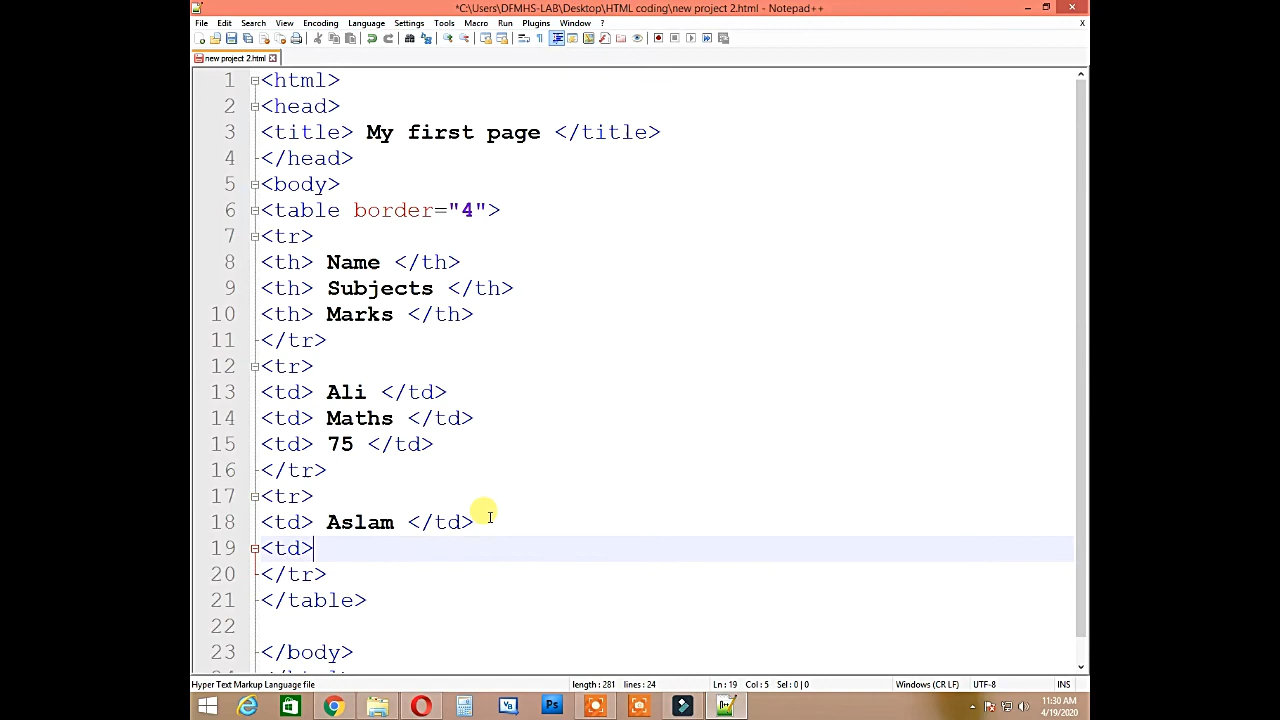 *C:\Users\DFMHS-LAB\Desktop\HTML coding\new project 2.html - Notepad++
File Edit Search View Encoding Language Settings Tools Macro Run Plugins Window ? X
new project 2.html
1 <html>
2 <head>
3 <title> My first page </title>
4 </head>
5 <body>
6 <table border="4">
7 <tr>
8 <th> Name </th>
9 <th> Subjects </th>
10 <th> Marks </th>
11 </tr>
12 <tr>
13 <td> Ali </td>
14 <td> Maths </td>
15 <td> 75 </td>
16 </tr>
17 <tr>
18 <td> Aslam </td>
19 <td>
20 </tr>
21 </table>
22
23 </body>
Hyper Text Markup Language file length : 281 lines : 24 Ln : 19 Col : 5 Sel : 0 | 0 Windows (CR LF) UTF-8 INS
Ps
11:30 AM
4/19/2020